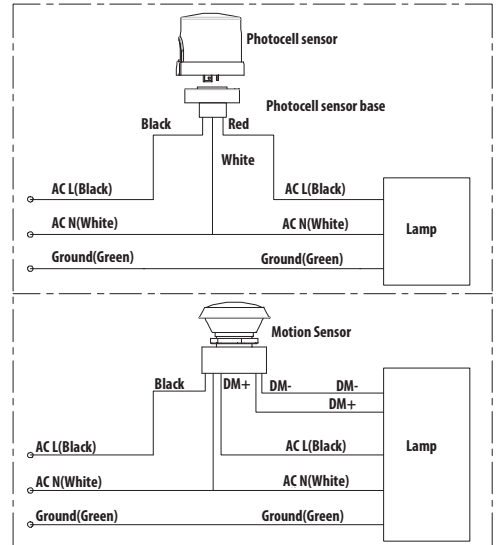 Photocell sensor
Photocell sensor base
Black Red
White
AC L(Black) AC L(Black)
AC N(White) AC N(White)
Lamp
Ground(Green) Ground(Green)
Motion Sensor
Black DM+ DM- DM-
DM+
AC L(Black) AC L(Black)
Lamp
AC N(White) AC N(White)
Ground(Green) Ground(Green)